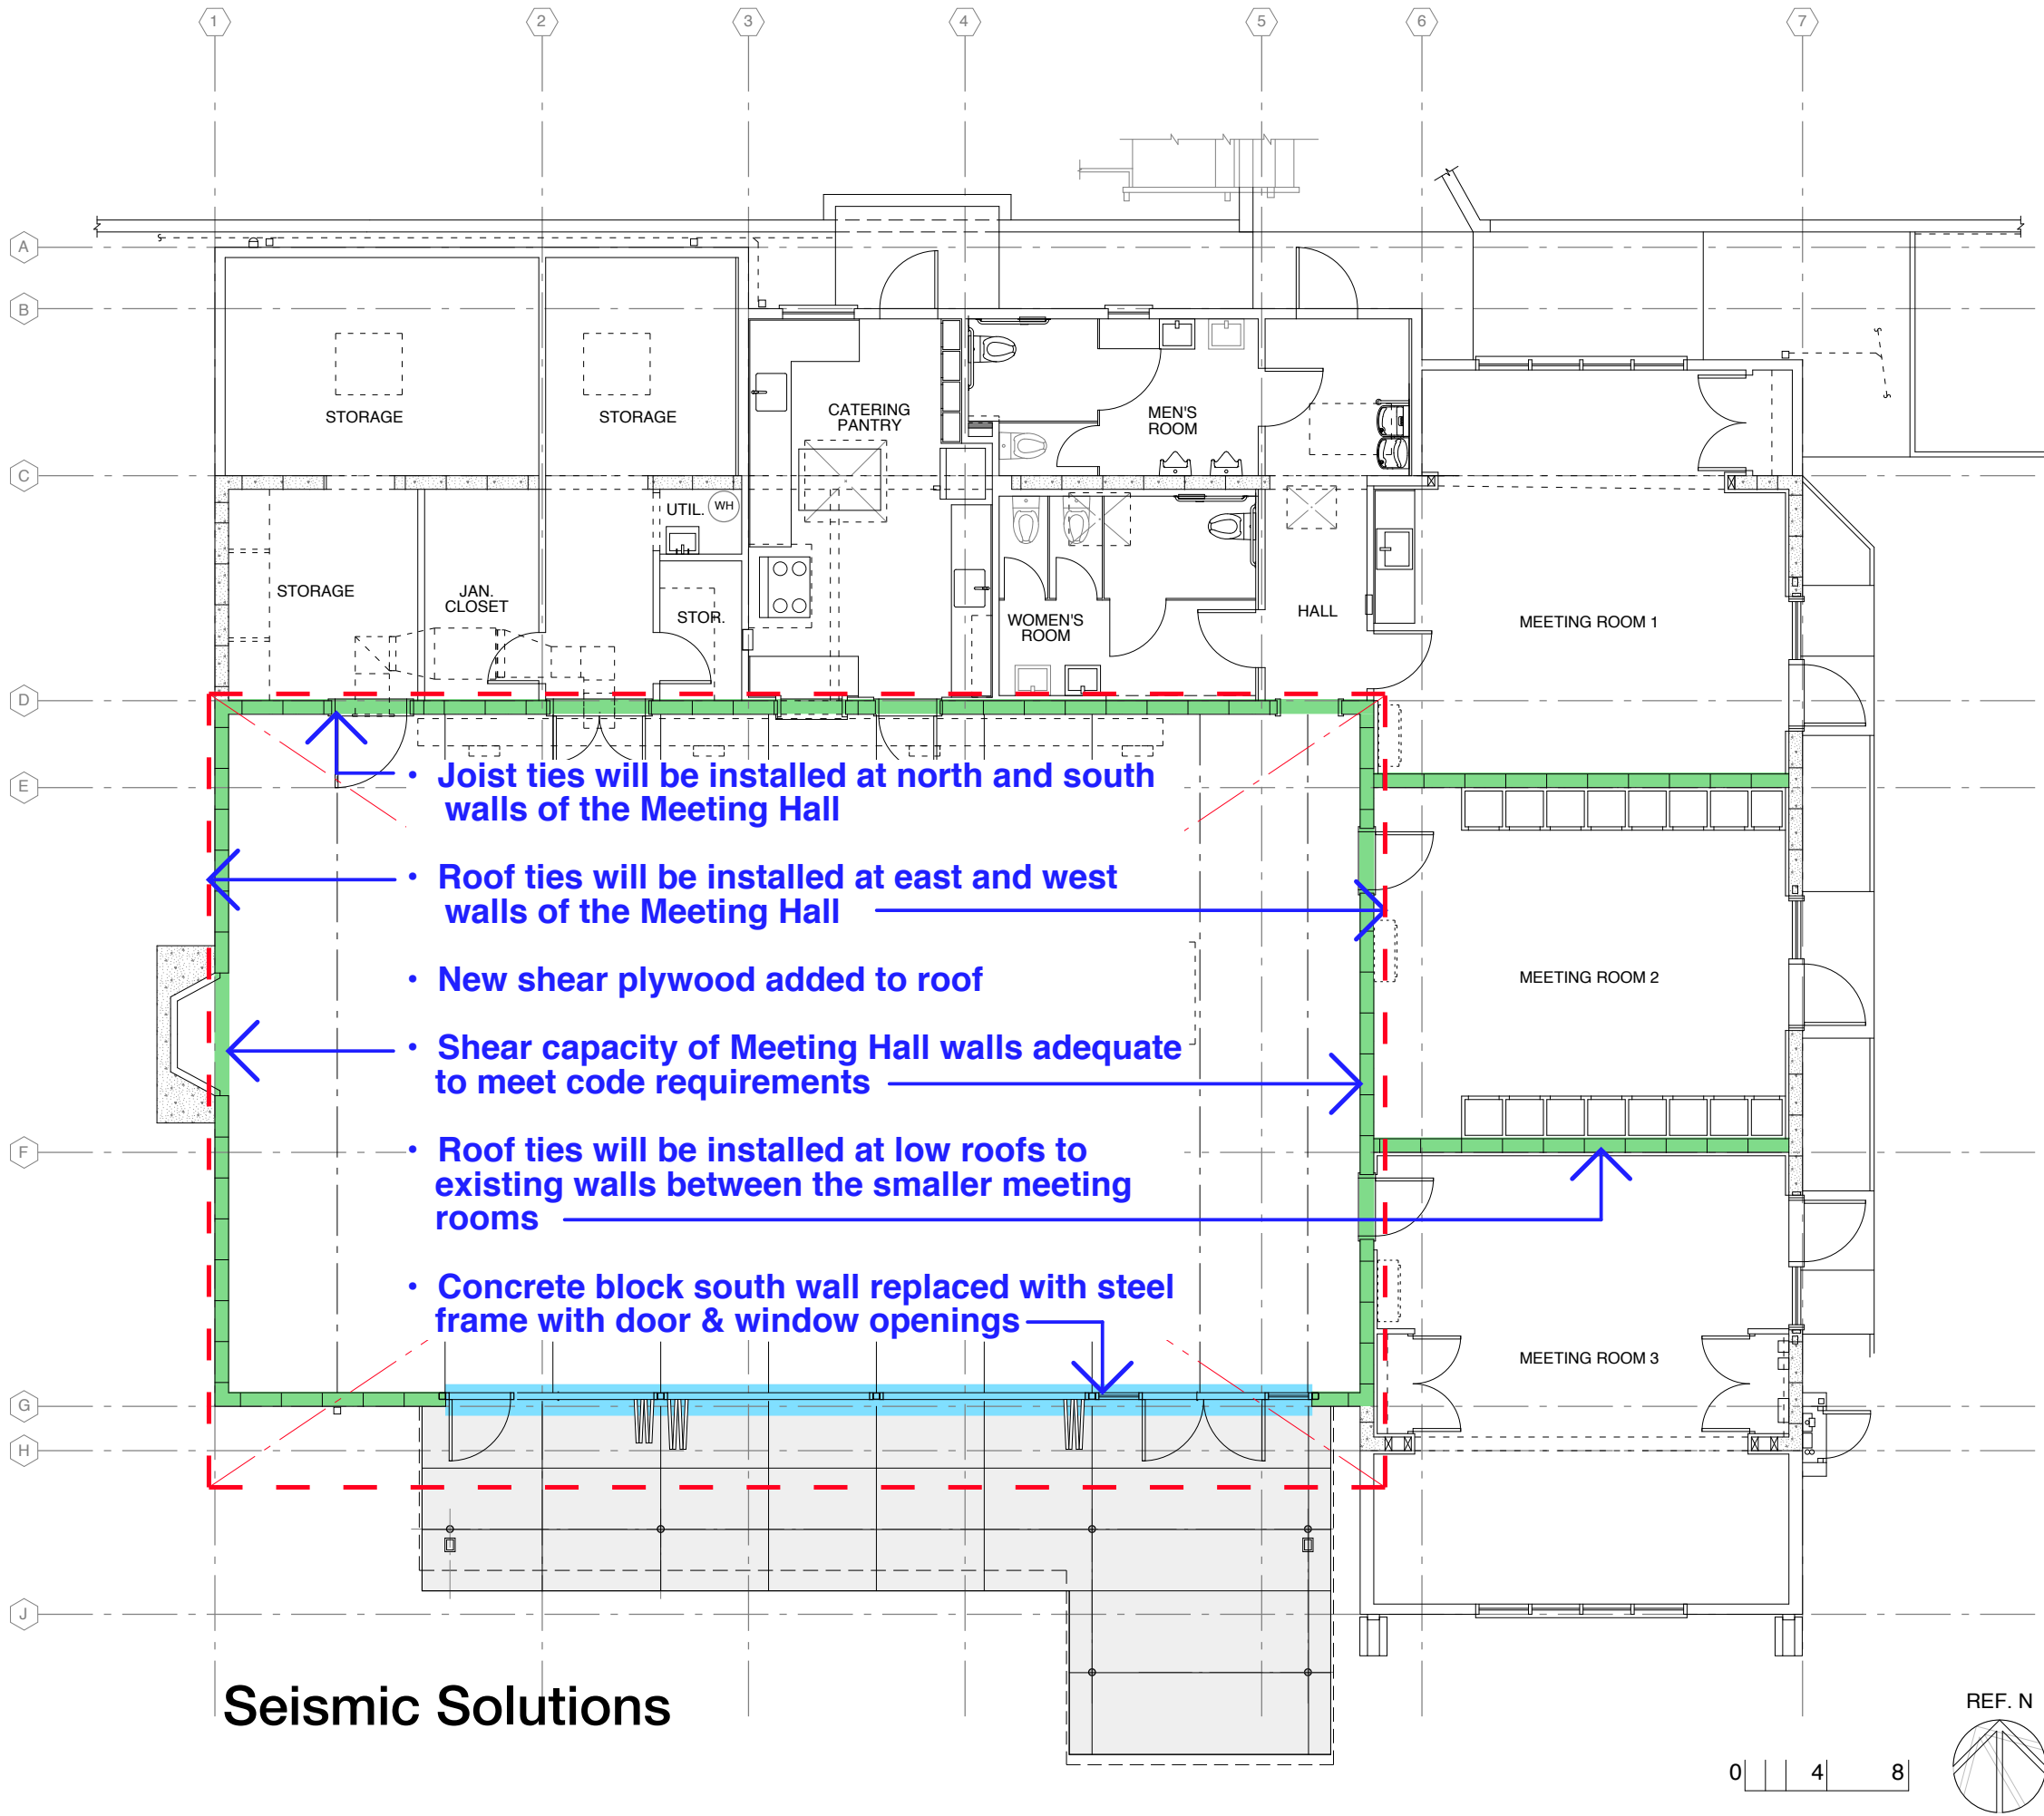 1 2 3 4 5 6 7
A
B
C
D
E
F
G
H
J
STORAGE
STORAGE
CATERING
PANTRY
MEN'S
ROOM
UTIL.
WH
STORAGE
JAN.
CLOSET
STOR.
WOMEN'S
ROOM
HALL
MEETING ROOM 1
• Joist ties will be installed at north and south
walls of the Meeting Hall
• Roof ties will be installed at east and west
walls of the Meeting Hall
• New shear plywood added to roof
MEETING ROOM 2
• Shear capacity of Meeting Hall walls adequate
to meet code requirements
• Roof ties will be installed at low roofs to
existing walls between the smaller meeting
rooms
• Concrete block south wall replaced with steel
frame with door & window openings
MEETING ROOM 3
Seismic Solutions
REF. N
0 4 8